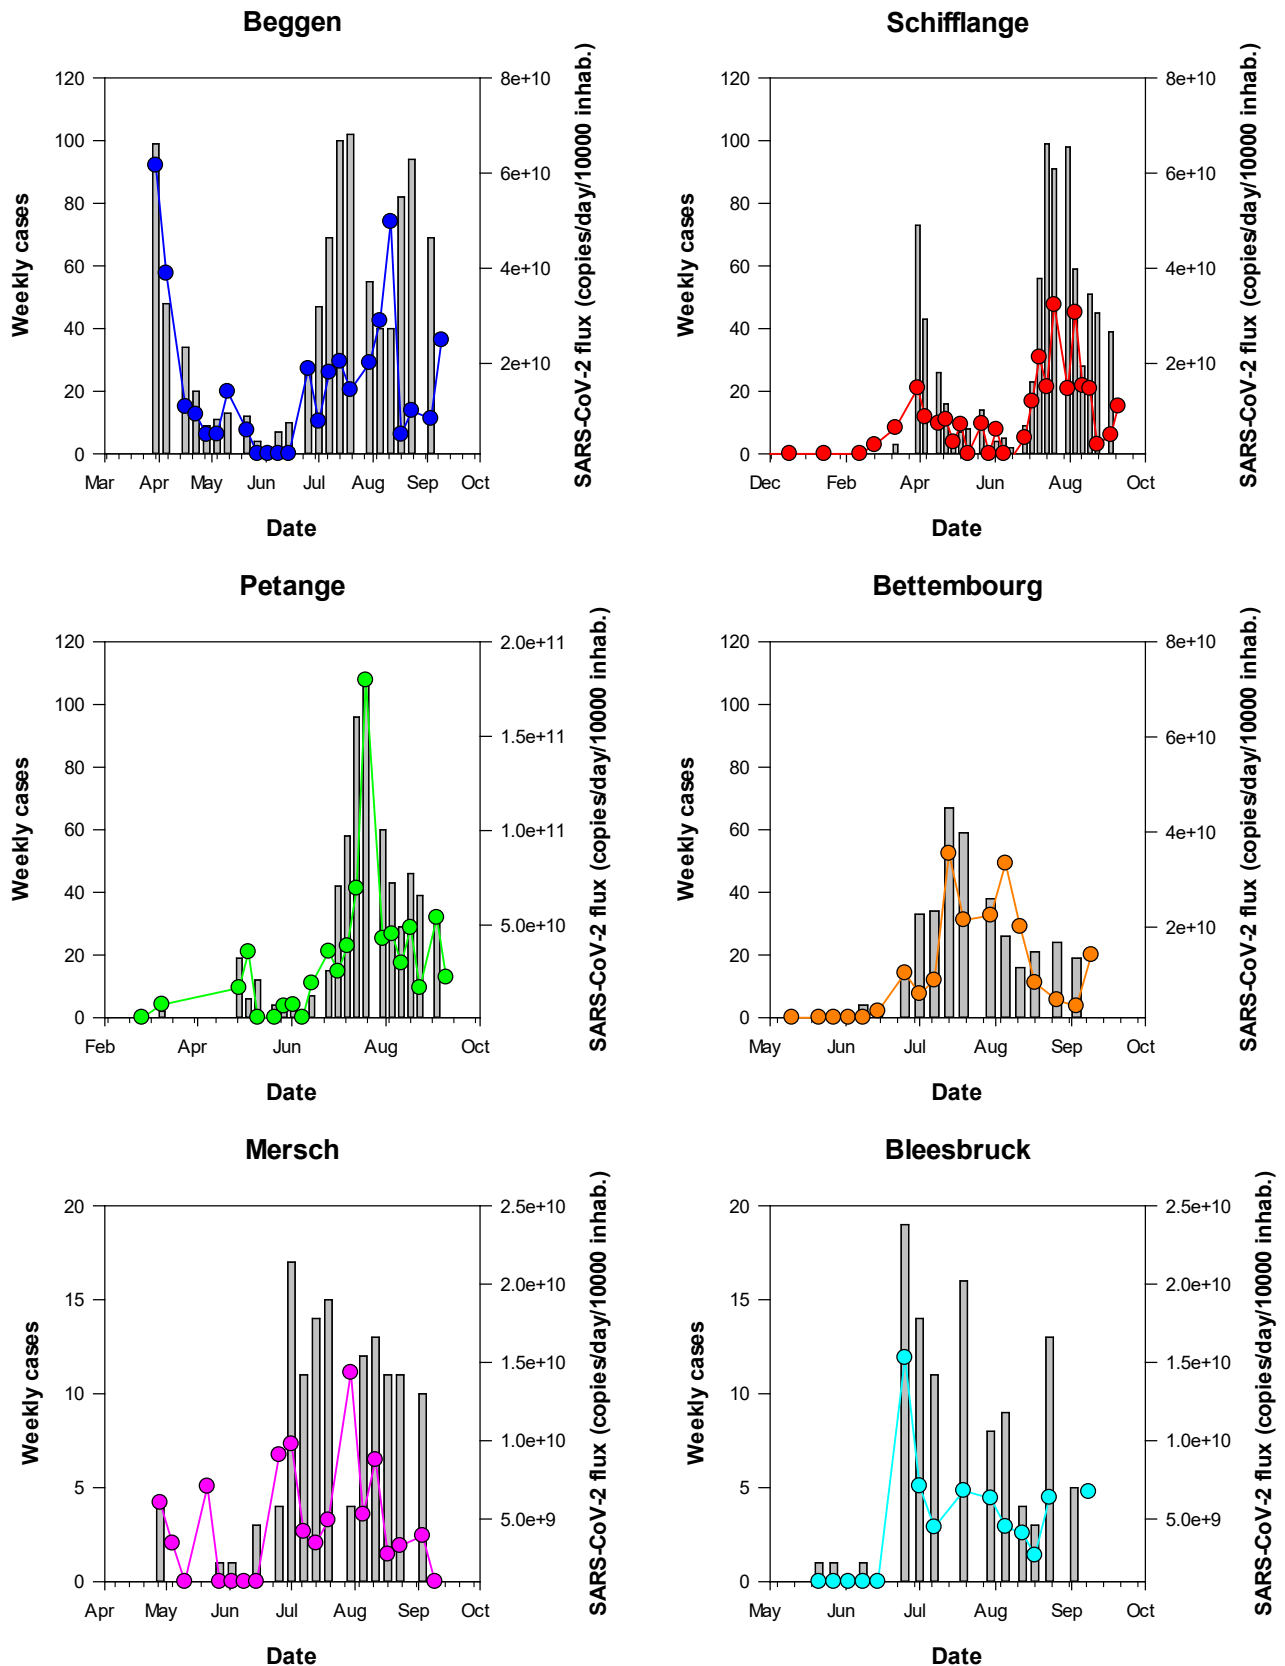 Beggen
120
100
80
60
40
20
0
Weekly cases
8e+10
6e+10
4e+10
2e+10
SARS-CoV-2 flux (copies/day/10000 inhab.)
Mar Apr May Jun Jul Aug Sep Oct
Date
Schifflange
120
100
80
60
40
20
0
Weekly cases
8e+10
6e+10
4e+10
2e+10
SARS-CoV-2 flux (copies/day/10000 inhab.)
Dec Feb Apr Jun Aug Oct
Date
Petange
120
100
80
60
40
20
0
Weekly cases
2.0e+11
1.5e+11
1.0e+11
5.0e+10
SARS-CoV-2 flux (copies/day/10000 inhab.)
Feb Apr Jun Aug Oct
Date
Bettembourg
120
100
80
60
40
20
0
Weekly cases
8e+10
6e+10
4e+10
2e+10
SARS-CoV-2 flux (copies/day/10000 inhab.)
May Jun Jul Aug Sep Oct
Date
Mersch
20
15
10
5
0
Weekly cases
2.5e+10
2.0e+10
1.5e+10
1.0e+10
5.0e+9
SARS-CoV-2 flux (copies/day/10000 inhab.)
Apr May Jun Jul Aug Sep Oct
Date
Bleesbruck
20
15
10
5
0
Weekly cases
2.5e+10
2.0e+10
1.5e+10
1.0e+10
5.0e+9
SARS-CoV-2 flux (copies/day/10000 inhab.)
May Jun Jul Aug Sep Oct
Date